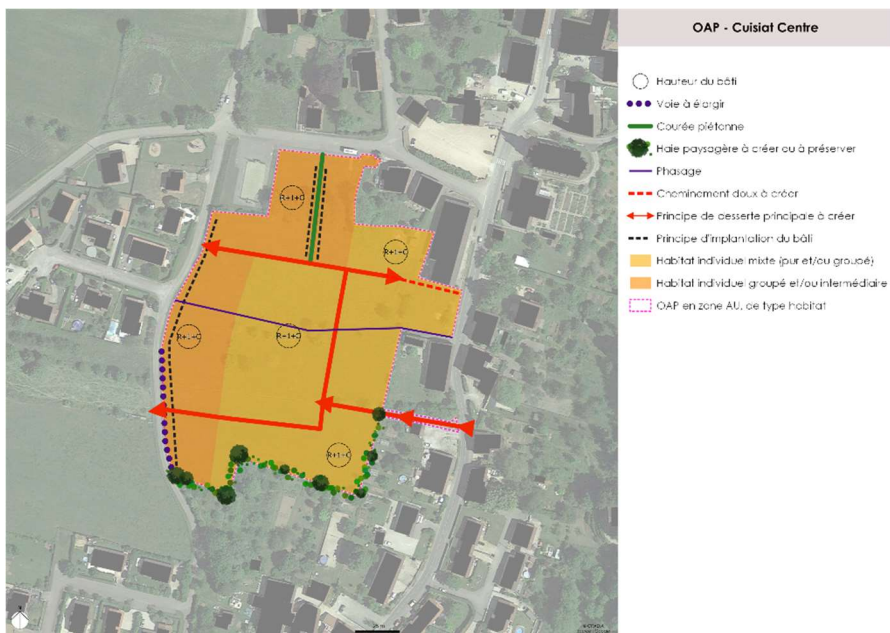 OAP - Cuisiat Centre
Hauteur du bâti
Voie à élargir
Courée piétonne
Haie paysagère à créer ou à préserver
Phasage
Cheminement doux à créer
Principe de desserte principale à créer
Principe d'implantation du bâti
Habitat individuel mixte (pur et/ou groupé)
Habitat individuel groupé et/ou intermédiaire
OAP en zone AU, de type habitat
R+1+C
R+1+C
R+1+C
R+1+C
R+1+C